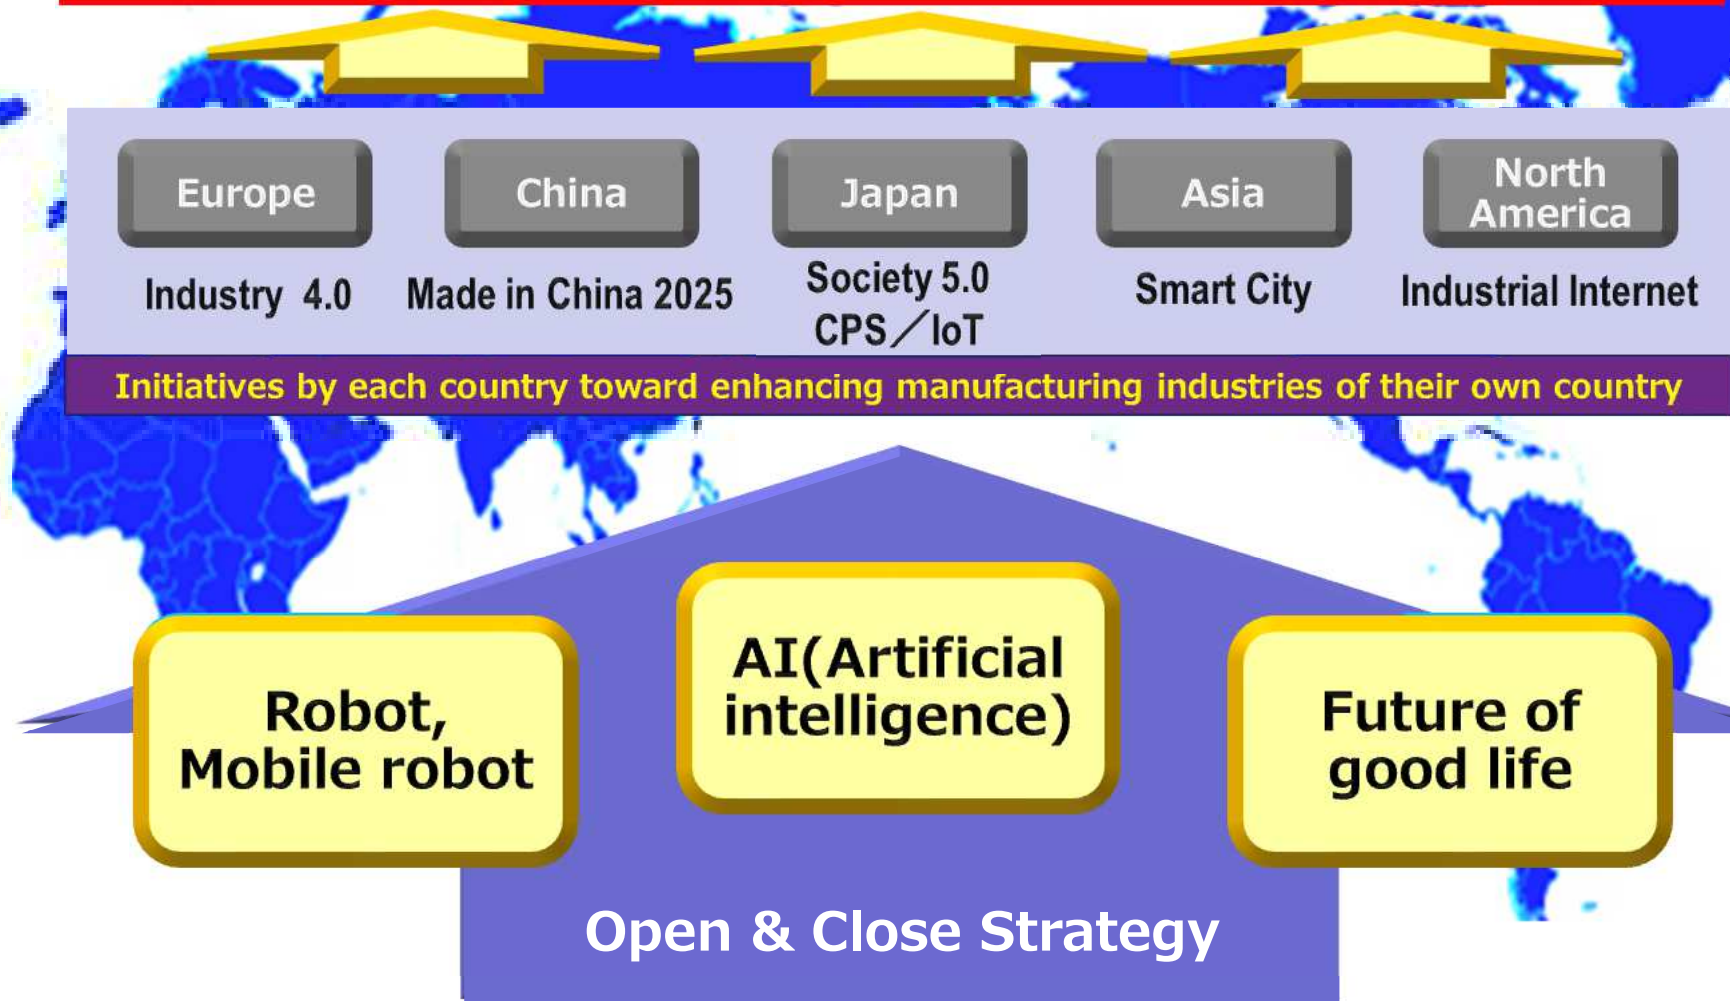 Europe
China
Japan
Asia
North
America
Industry 4.0
Made in China 2025
Society 5.0
CPS／IoT
Smart City
Industrial Internet
Initiatives by each country toward enhancing manufacturing industries of their own country
Robot,
Mobile robot
AI(Artificial
intelligence)
Future of
good life
Open & Close Strategy